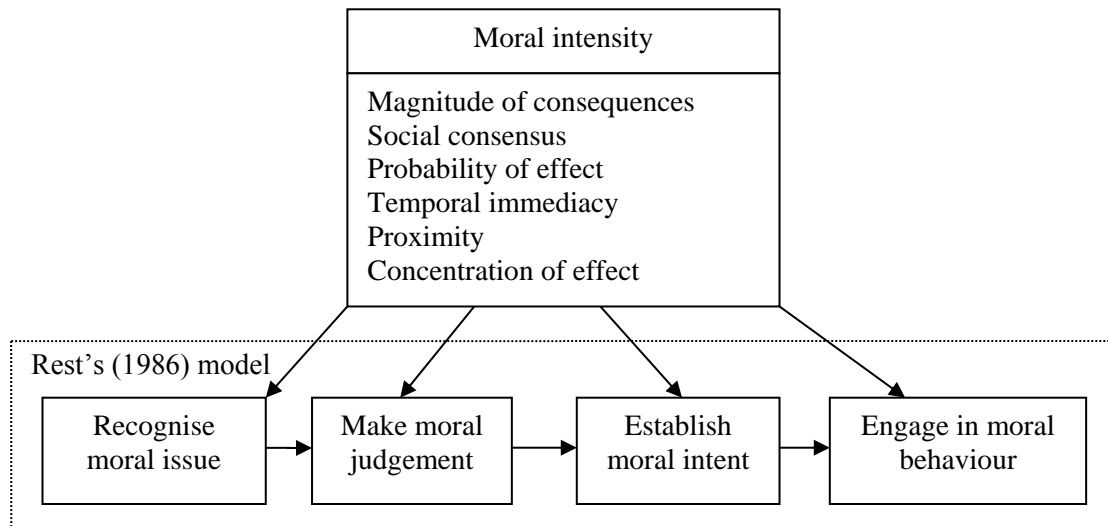 Moral intensity
Magnitude of consequences
Social consensus
Probability of effect
Temporal immediacy
Proximity
Concentration of effect
Rest's (1986) model
Recognise
moral issue
Make moral
judgement
Establish
moral intent
Engage in moral
behaviour